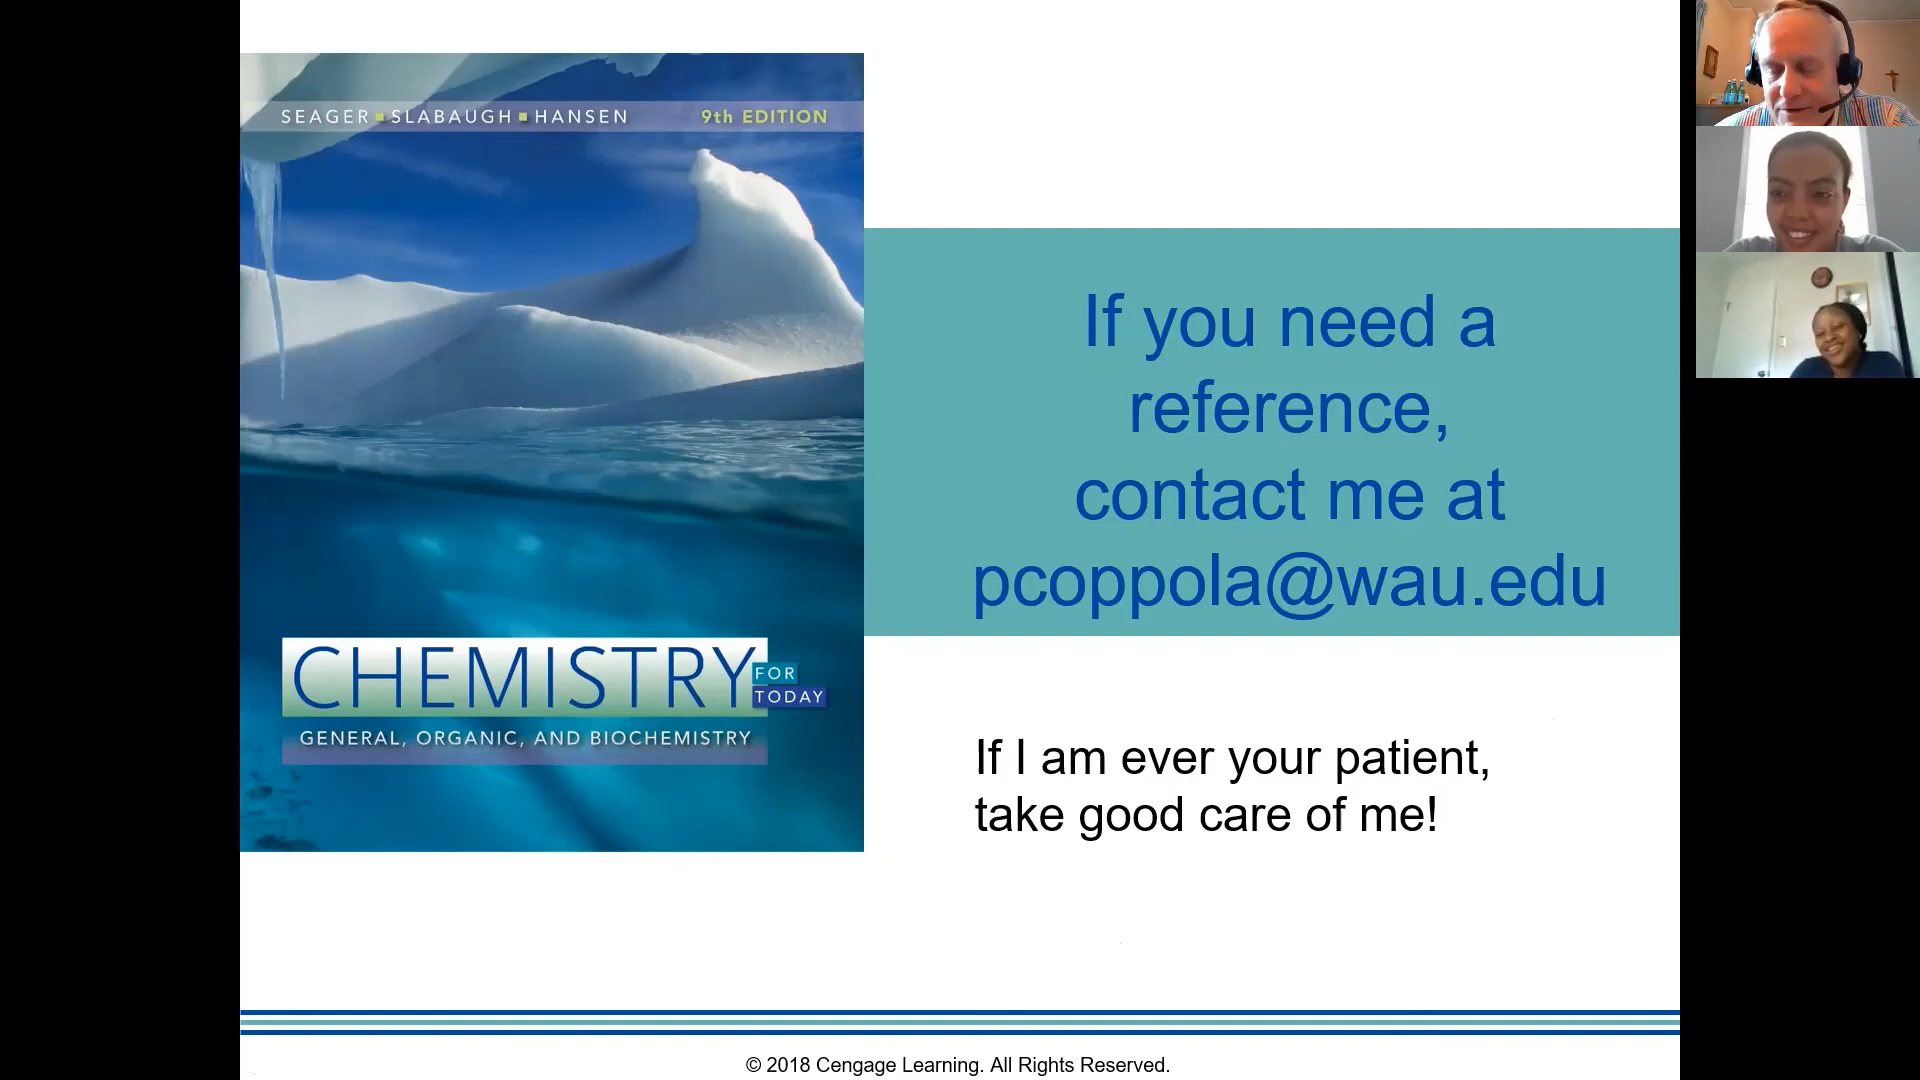 SEAGER SLABAUGH HANSEN 9th EDITION
If you need a
reference,
contact me at
pcoppola@wau.edu
CHEMISTRY FOR TODAY
GENERAL, ORGANIC, AND BIOCHEMISTRY
If I am ever your patient,
take good care of me!
© 2018 Cengage Learning. All Rights Reserved.